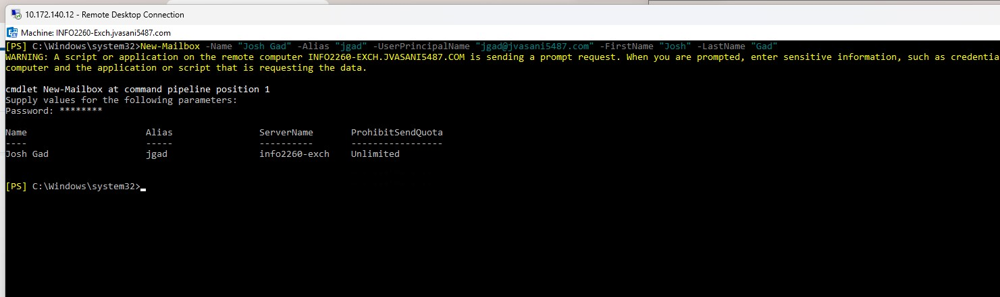 10.172.140.12 - Remote Desktop Connection
Machine: INFO2260-Exch.jvasani5487.com
[PS] C:\Windows\system32>New-Mailbox -Name "Josh Gad" -Alias "jgad" -UserPrincipalName "jgad@jvasani5487.com" -FirstName "Josh" -LastName "Gad"
WARNING: A script or application on the remote computer INFO2260-EXCH.JVASANI5487.COM is sending a prompt request. When you are prompted, enter sensitive information, such as credentia
computer and the application or script that is requesting the data.
cmdlet New-Mailbox at command pipeline position 1
Supply values for the following parameters:
Password: ********
Name Alias ServerName ProhibitSendQuota
---- ----- ---------- -----------------
Josh Gad jgad info2260-exch Unlimited
[PS] C:\Windows\system32>